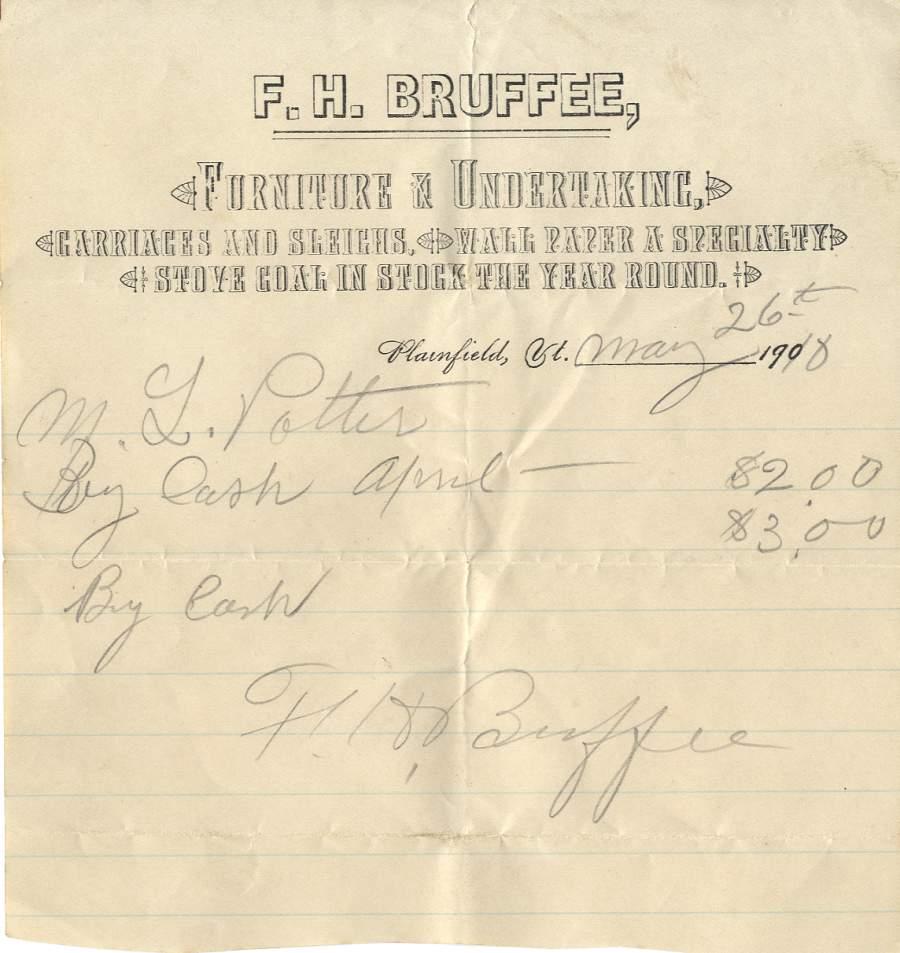 F. H. BRUFFEE,
FURNITURE & UNDERTAKING,
CARRIAGES AND SLEIGHS, WALL PAPER A SPECIALTY
STOVE COAL IN STOCK THE YEAR ROUND.
Plainfield, Vt. May 26th 1910
M. L. Potter
By Cash April — $2.00
$3.00
By Cash
F. H. Bruffee